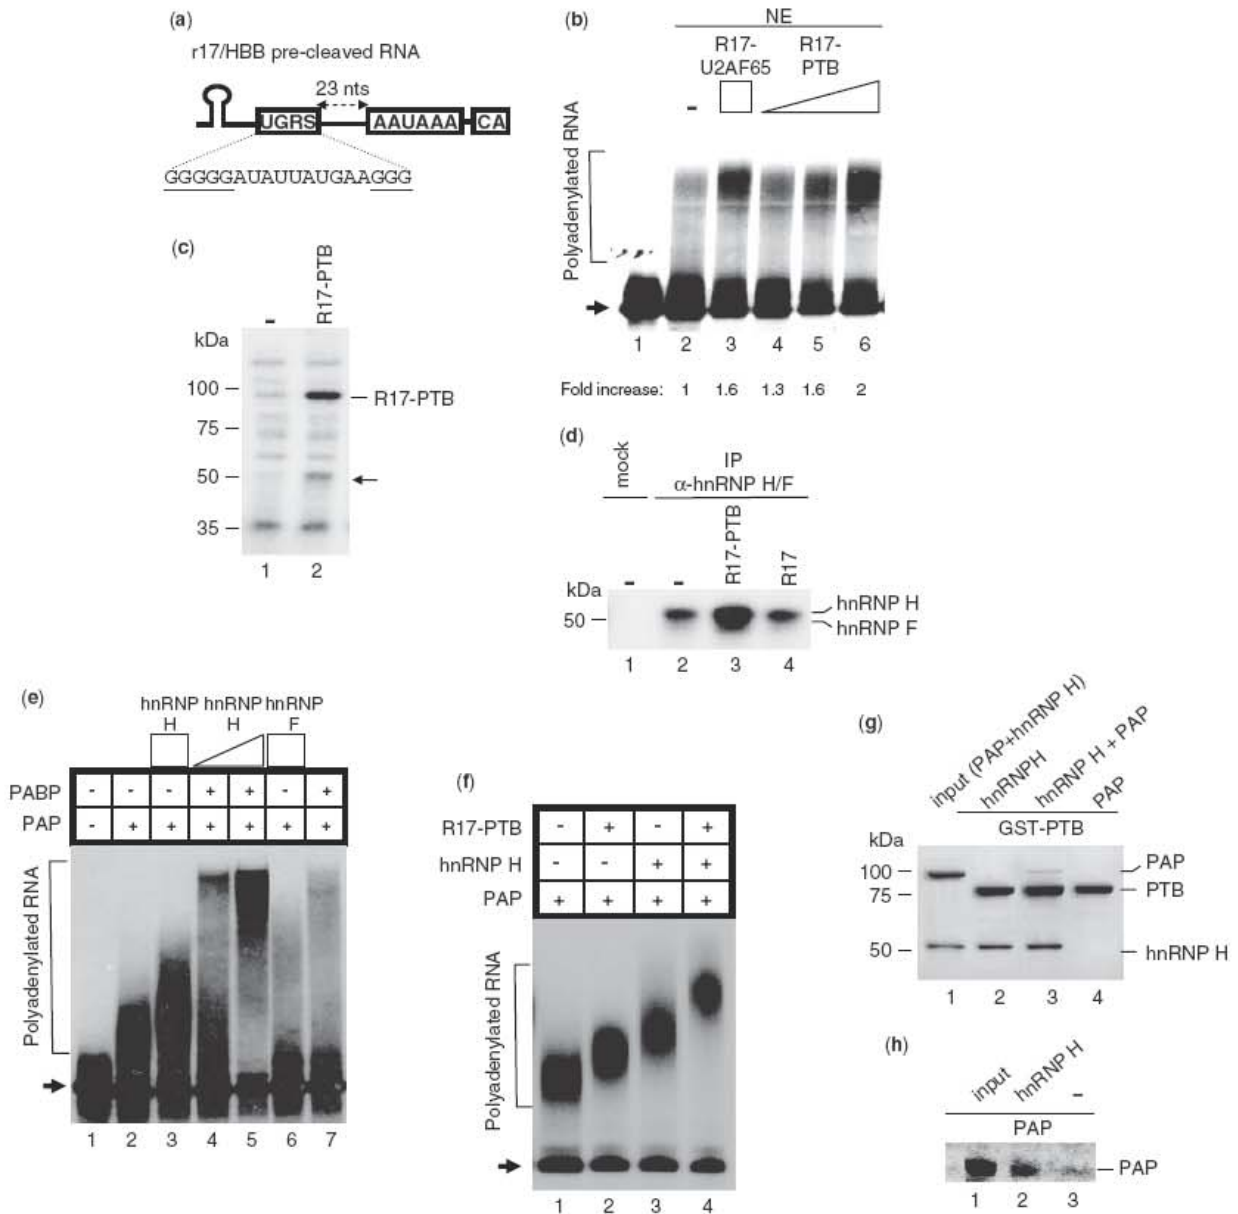 (a)
r17/HBB pre-cleaved RNA
23 nts
UGRS AAUAAA CA
GGGGGAUAUUAUGAAGGG
(b)
NE
R17-U2AF65
R17-PTB
-
Polyadenylated RNA
1 2 3 4 5 6
Fold increase: 1 1.6 1.3 1.6 2
(c)
- R17-PTB
kDa
100
R17-PTB
75
50
35
1 2
(d)
mock
IP
α-hnRNP H/F
- - R17-PTB R17
kDa
50
hnRNP H
hnRNP F
1 2 3 4
(e)
hnRNP hnRNP hnRNP
H H F
PABP - - - + + - +
PAP - + + + + + +
Polyadenylated RNA
1 2 3 4 5 6 7
(f)
R17-PTB - + - +
hnRNP H - - + +
PAP + + + +
Polyadenylated RNA
1 2 3 4
(g)
input (PAP+hnRNP H)
hnRNPH
hnRNP H + PAP
PAP
GST-PTB
kDa
100
PAP
75
PTB
50
hnRNP H
1 2 3 4
(h)
input hnRNP H -
PAP
PAP
1 2 3